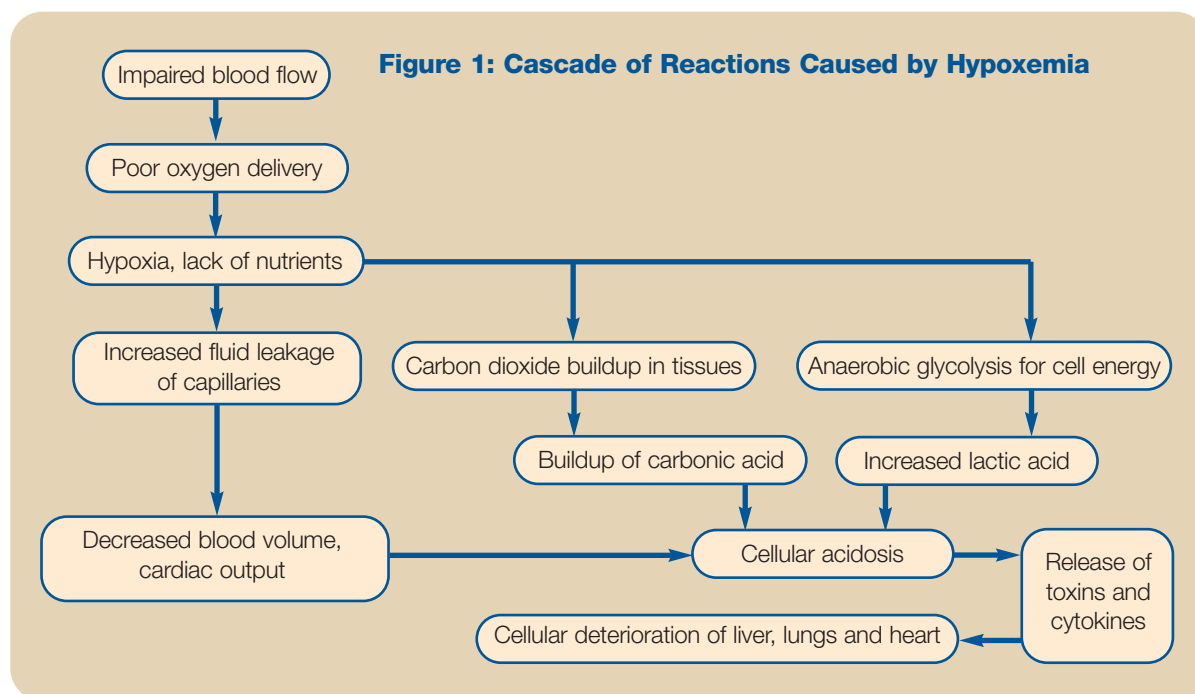 Figure 1: Cascade of Reactions Caused by Hypoxemia
Impaired blood flow
Poor oxygen delivery
Hypoxia, lack of nutrients
Increased fluid leakage
of capillaries
Carbon dioxide buildup in tissues
Anaerobic glycolysis for cell energy
Buildup of carbonic acid
Increased lactic acid
Decreased blood volume,
cardiac output
Cellular acidosis
Release of
toxins and
cytokines
Cellular deterioration of liver, lungs and heart